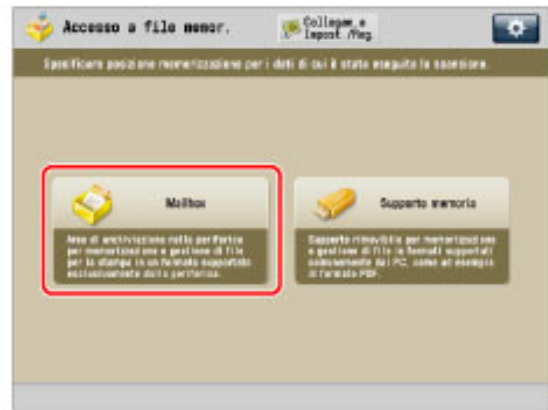 Accesso a file memor.
Collegam. e
Impost./Reg.
Specificare posizione memorizzazione per i dati di cui è stata eseguita la scansione.
Mailbox
Area di archiviazione nella periferica
per memorizzazione e gestione di file
per la stampa in un formato supportato
esclusivamente dalla periferica.
Supporto memoria
Supporto rimovibile per memorizzazione
e gestione di file in formati supportati
comunemente dai PC, come ad esempio
il formato PDF.